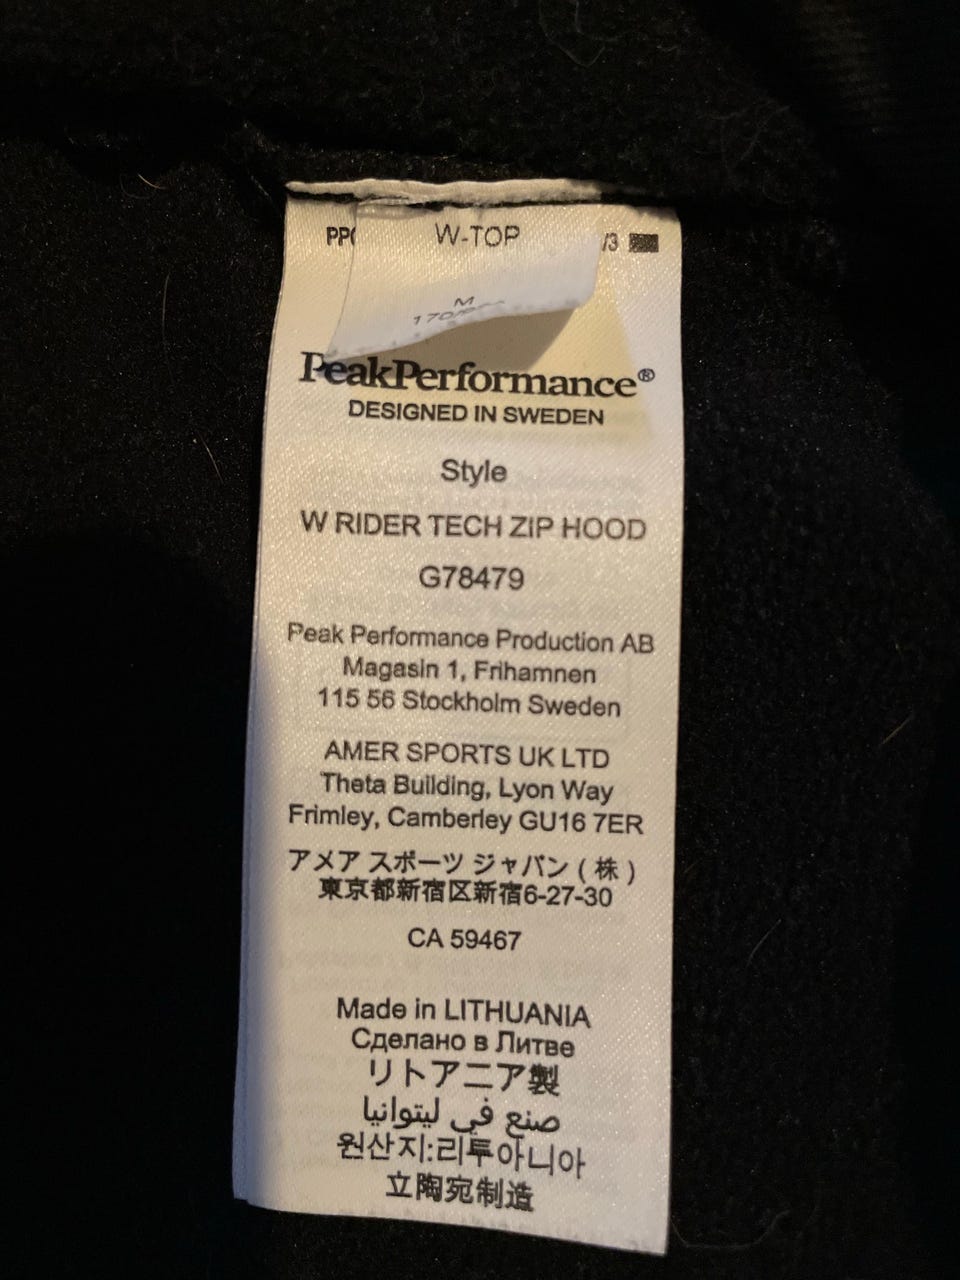 W-TOP
/3
M
PeakPerformance®
DESIGNED IN SWEDEN
Style
W RIDER TECH ZIP HOOD
G78479
Peak Performance Production AB
Magasin 1, Frihamnen
115 56 Stockholm Sweden
AMER SPORTS UK LTD
Theta Building, Lyon Way
Frimley, Camberley GU16 7ER
アメア スポーツ ジャパン (株)
東京都新宿区新宿6-27-30
CA 59467
Made in LITHUANIA
Сделано в Литве
リトアニア製
صنع في ليتوانيا
원산지:리투아니아
立陶宛制造